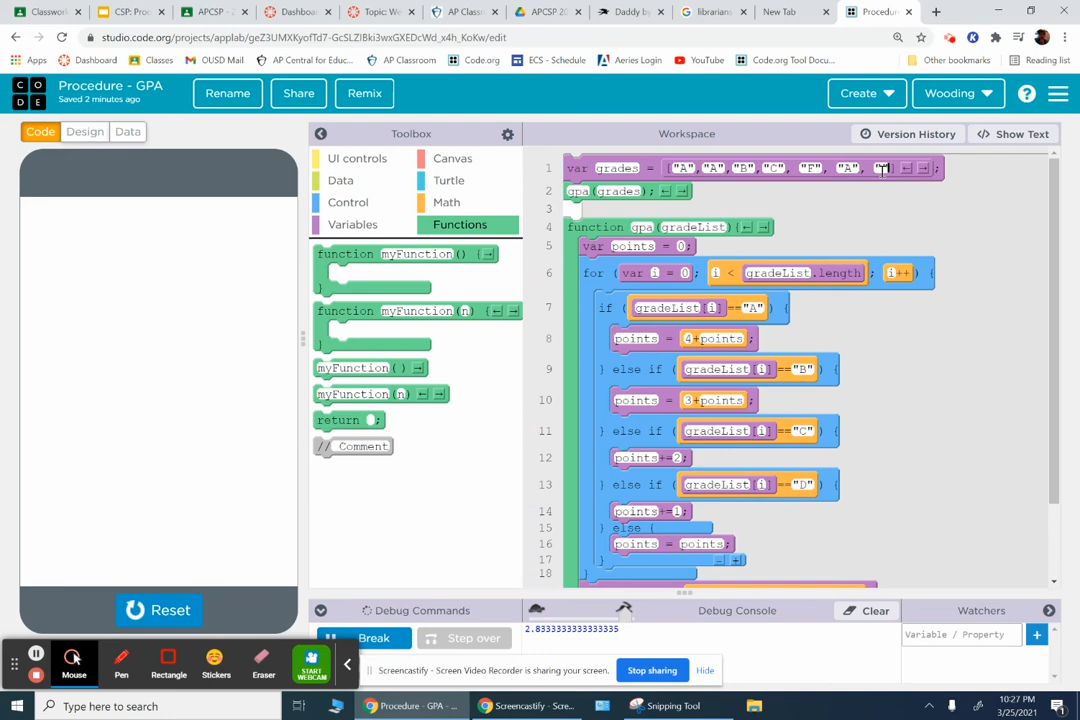 Classwork
CSP: Proc
APCSP - 2
Dashboard
Topic: We
AP Classr
APCSP 20
Daddy by
librarians
New Tab
Procedure
studio.code.org/projects/applab/geZ3UMXKyofTd7-GcSLZIBki3wxGXEDcWd_x4h_KoKw/edit
Apps
Dashboard
Classes
OUSD Mail
AP Central for Educ...
AP Classroom
Code.org
ECS - Schedule
Aeries Login
YouTube
Code.org Tool Docu...
Other bookmarks
Reading list
CO
DE
Procedure - GPA
Saved 2 minutes ago
Rename
Share
Remix
Create
Wooding
Code
Design
Data
Toolbox
Workspace
Version History
</> Show Text
UI controls
Canvas
Data
Turtle
Control
Math
Variables
Functions
function myFunction() {
}
function myFunction(n) {
}
myFunction()
myFunction(n)
return ;
// Comment
1 var grades = ["A","A","B","C", "F", "A", ""];
2 gpa(grades);
3
4 function gpa(gradeList){
5 var points = 0;
6 for (var i = 0; i < gradeList.length; i++) {
7 if (gradeList[i]=="A") {
8 points = 4+points;
9 } else if (gradeList[i]=="B") {
10 points = 3+points;
11 } else if (gradeList[i]=="C") {
12 points+=2;
13 } else if (gradeList[i]=="D") {
14 points+=1;
15 } else {
16 points = points;
17 }
18 }
Reset
Debug Commands
Debug Console
Clear
Watchers
Break
Step over
2.8333333333333335
Variable / Property
Mouse
Pen
Rectangle
Stickers
Eraser
START WEBCAM
Screencastify - Screen Video Recorder is sharing your screen.
Stop sharing
Hide
Type here to search
Procedure - GPA - ...
Screencastify - Scre...
Snipping Tool
10:27 PM
3/25/2021